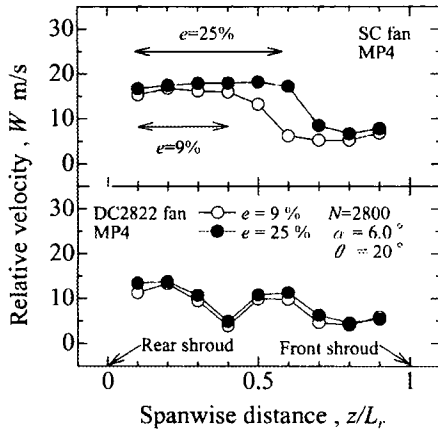 30
e=25%
SC fan
MP4
20
10
e=9%
0
Relative velocity , W m/s
30
DC2822 fan
e = 9 %
N=2800
MP4
e = 25 %
α = 6.0°
θ = 20°
20
10
0
Rear shroud
Front shroud
0
0.5
1
Spanwise distance , z/Lr